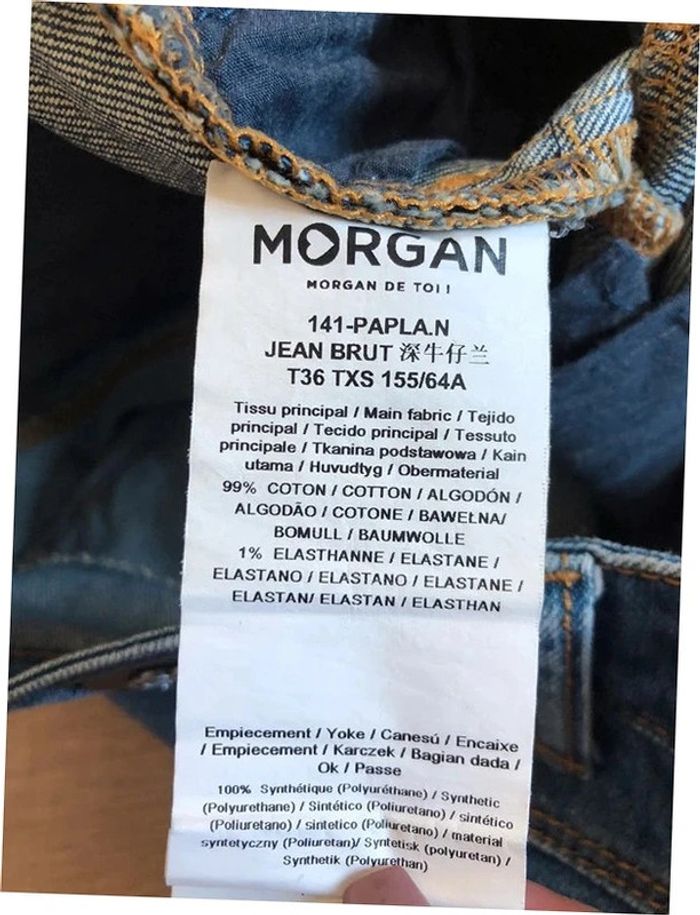 MORGAN
MORGAN DE TOI !
141-PAPLA.N
JEAN BRUT 深牛仔兰
T36 TXS 155/64A
Tissu principal / Main fabric / Tejido
principal / Tecido principal / Tessuto
principale / Tkanina podstawowa / Kain
utama / Huvudtyg / Obermaterial
99% COTON / COTTON / ALGODÓN /
ALGODÃO / COTONE / BAWEŁNA/
BOMULL / BAUMWOLLE
1% ELASTHANNE / ELASTANE /
ELASTANO / ELASTANO / ELASTANE /
ELASTAN/ ELASTAN / ELASTHAN
Empiecement / Yoke / Canesú / Encaixe
/ Empiecement / Karczek / Bagian dada /
Ok / Passe
100% Synthétique (Polyuréthane) / Synthetic
(Polyurethane) / Sintético (Poliuretano) / sintético
(Poliuretano) / sintetico (Poliuretano) / material
syntetyczny (Poliuretan)/ Syntetisk (polyuretan) /
Synthetik (Polyurethan)